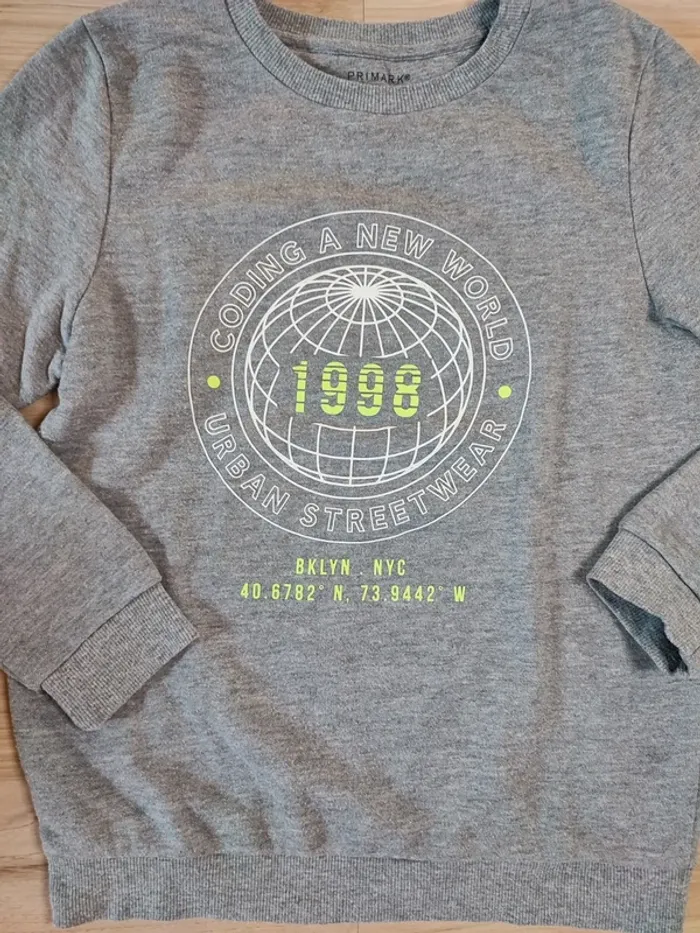 PRIMARK®
CODING A NEW WORLD
1998
URBAN STREETWEAR
BKLYN . NYC
40.6782° N, 73.9442° W